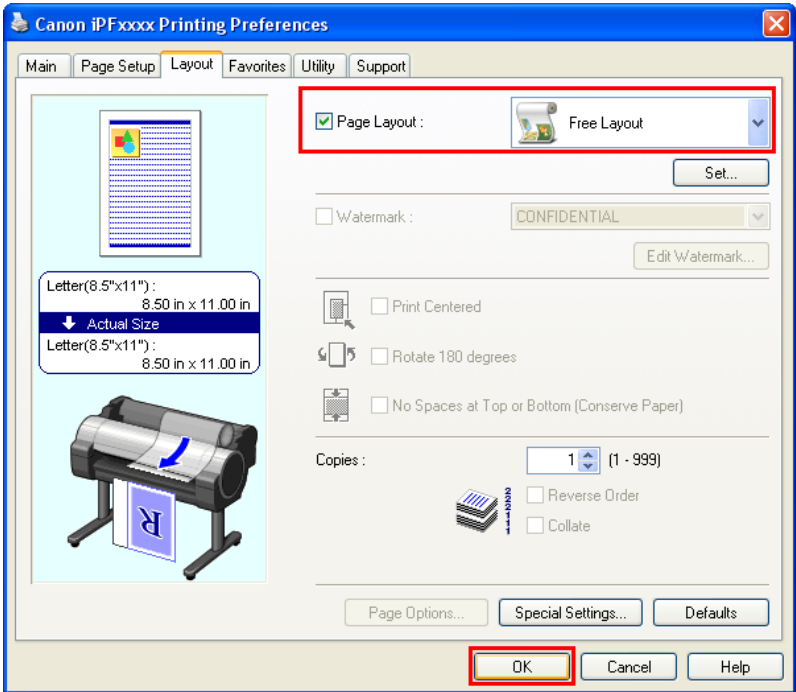 Canon iPFxxxx Printing Preferences
Main Page Setup Layout Favorites Utility Support
Page Layout : Free Layout
Set...
Watermark : CONFIDENTIAL
Edit Watermark...
Letter(8.5"x11") :
8.50 in x 11.00 in
Actual Size
Letter(8.5"x11") :
8.50 in x 11.00 in
Print Centered
Rotate 180 degrees
No Spaces at Top or Bottom (Conserve Paper)
R
Copies : 1 (1 - 999)
222111
Reverse Order
Collate
Page Options... Special Settings... Defaults
OK Cancel Help